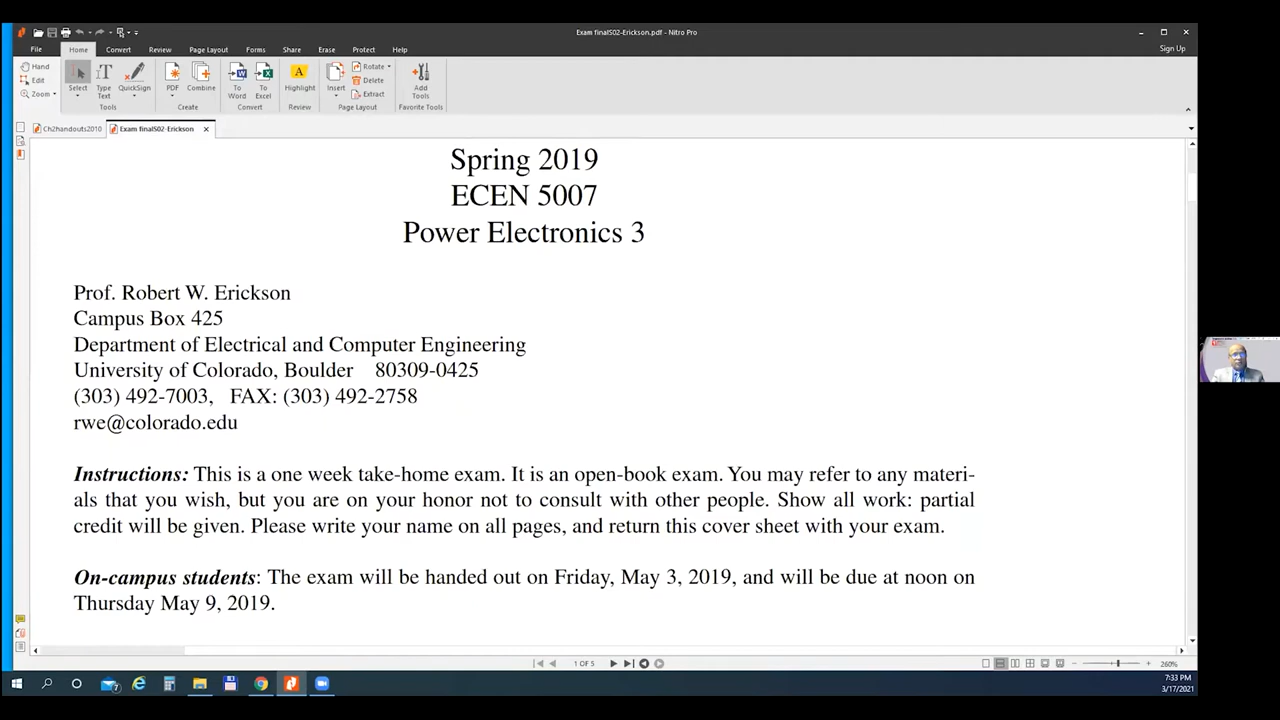 Exam finalS02-Erickson.pdf - Nitro Pro
File Home Convert Review Page Layout Forms Share Erase Protect Help
Sign Up
Hand
Edit
Zoom
Select
Type Text
QuickSign
Tools
PDF
Combine
Create
To Word
To Excel
Convert
Highlight
Review
Insert
Rotate
Delete
Extract
Page Layout
Add Tools
Favorite Tools
Ch2handouts2010 Exam finalS02-Erickson
Spring 2019
ECEN 5007
Power Electronics 3
Prof. Robert W. Erickson
Campus Box 425
Department of Electrical and Computer Engineering
University of Colorado, Boulder 80309-0425
(303) 492-7003, FAX: (303) 492-2758
rwe@colorado.edu
Instructions: This is a one week take-home exam. It is an open-book exam. You may refer to any materi-
als that you wish, but you are on your honor not to consult with other people. Show all work: partial
credit will be given. Please write your name on all pages, and return this cover sheet with your exam.
On-campus students: The exam will be handed out on Friday, May 3, 2019, and will be due at noon on
Thursday May 9, 2019.
1 OF 5
260%
7:33 PM
3/17/2021